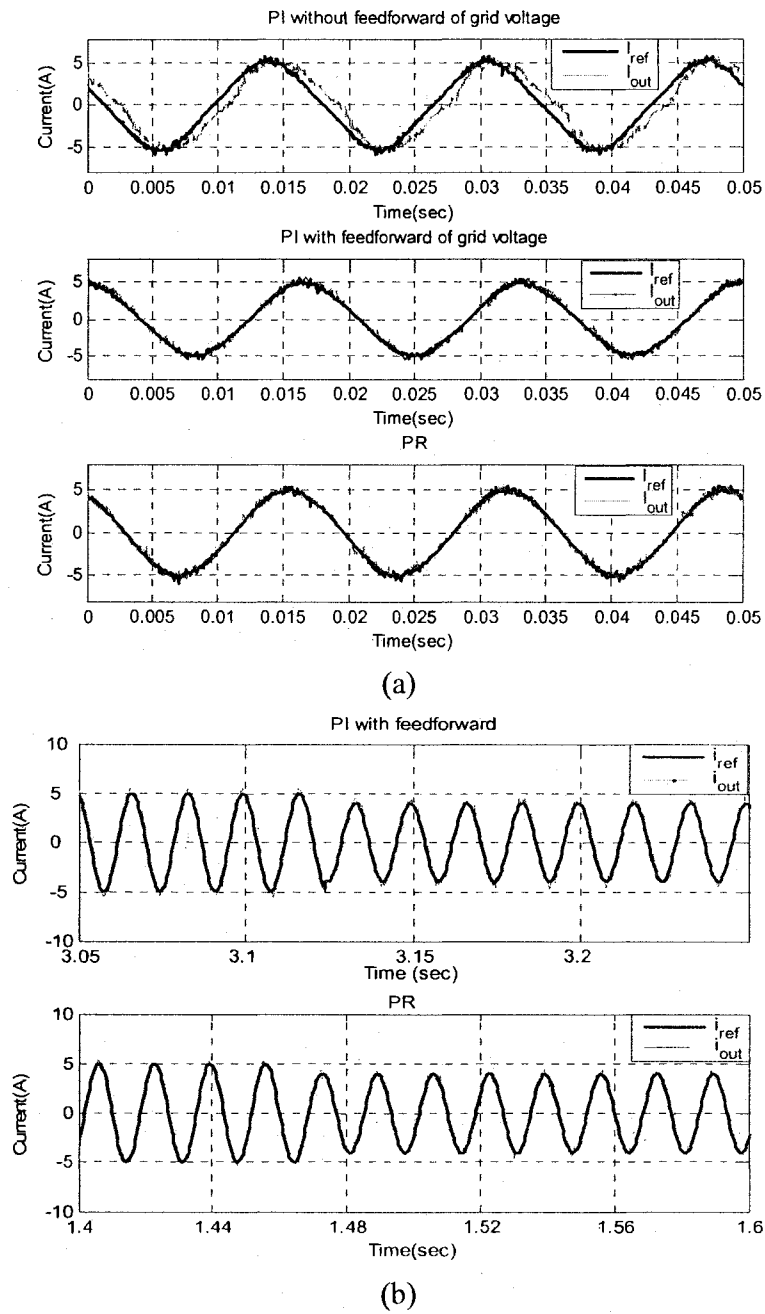 PI without feedforward of grid voltage
Current(A)
5
0
-5
I_ref
I_out
0 0.005 0.01 0.015 0.02 0.025 0.03 0.035 0.04 0.045 0.05
Time(sec)
PI with feedforward of grid voltage
Current(A)
5
0
-5
I_ref
I_out
0 0.005 0.01 0.015 0.02 0.025 0.03 0.035 0.04 0.045 0.05
Time(sec)
PR
Current(A)
5
0
-5
I_ref
I_out
0 0.005 0.01 0.015 0.02 0.025 0.03 0.035 0.04 0.045 0.05
Time(sec)
(a)
PI with feedforward
Current(A)
10
5
0
-5
-10
i_ref
i_out
3.05 3.1 3.15 3.2
Time (sec)
PR
Current(A)
10
5
0
-5
-10
i_ref
i_out
1.4 1.44 1.48 1.52 1.56 1.6
Time(sec)
(b)